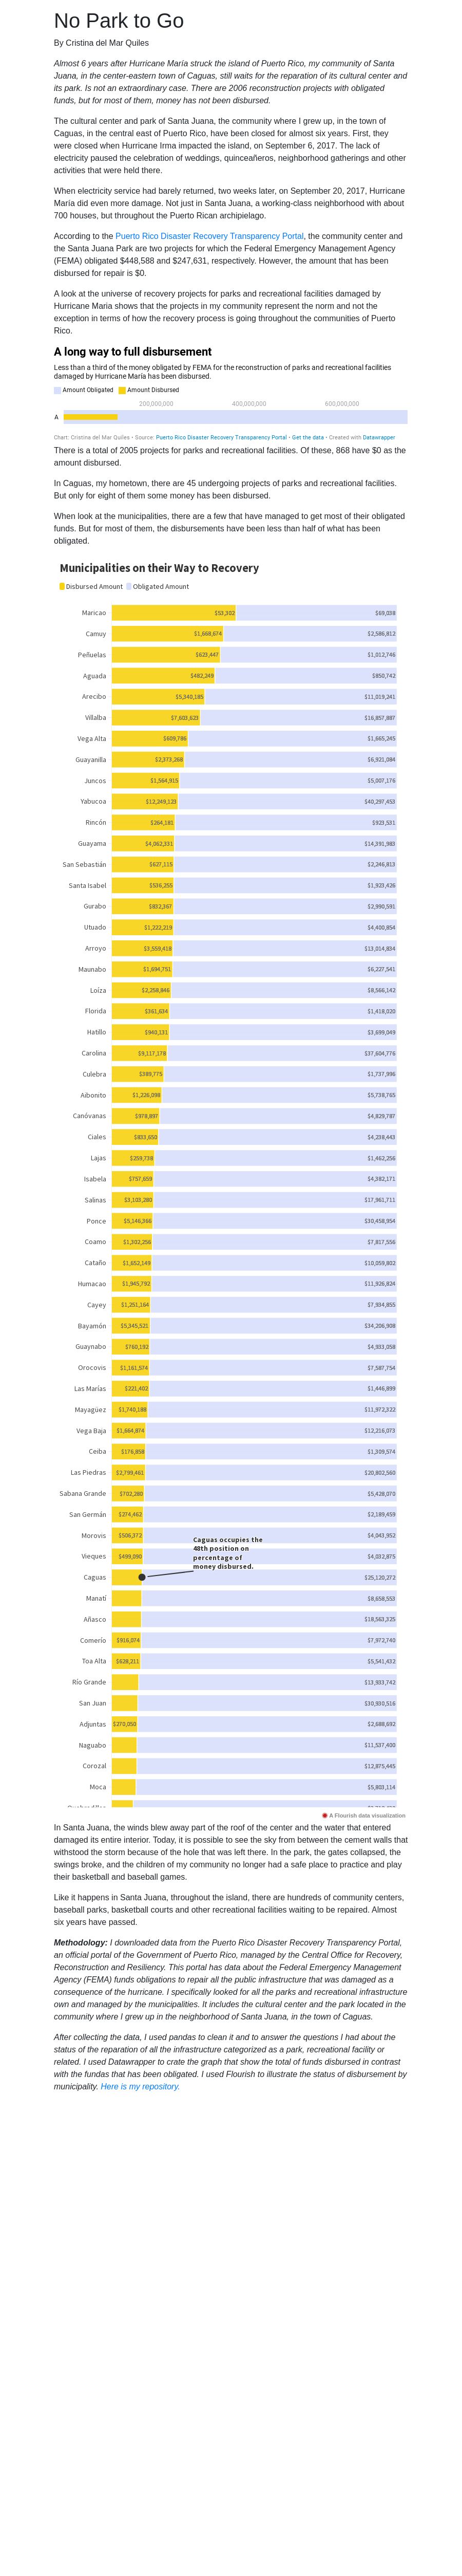 No Park to Go
By Cristina del Mar Quiles
Almost 6 years after Hurricane María struck the island of Puerto Rico, my community of Santa
Juana, in the center-eastern town of Caguas, still waits for the reparation of its cultural center and
its park. Is not an extraordinary case. There are 2006 reconstruction projects with obligated
funds, but for most of them, money has not been disbursed.
The cultural center and park of Santa Juana, the community where I grew up, in the town of
Caguas, in the central east of Puerto Rico, have been closed for almost six years. First, they
were closed when Hurricane Irma impacted the island, on September 6, 2017. The lack of
electricity paused the celebration of weddings, quinceañeros, neighborhood gatherings and other
activities that were held there.
When electricity service had barely returned, two weeks later, on September 20, 2017, Hurricane
María did even more damage. Not just in Santa Juana, a working-class neighborhood with about
700 houses, but throughout the Puerto Rican archipielago.
According to the Puerto Rico Disaster Recovery Transparency Portal, the community center and
the Santa Juana Park are two projects for which the Federal Emergency Management Agency
(FEMA) obligated $448,588 and $247,631, respectively. However, the amount that has been
disbursed for repair is $0.
A look at the universe of recovery projects for parks and recreational facilities damaged by
Hurricane Maria shows that the projects in my community represent the norm and not the
exception in terms of how the recovery process is going throughout the communities of Puerto
Rico.
A long way to full disbursement
Less than a third of the money obligated by FEMA for the reconstruction of parks and recreational facilities
damaged by Hurricane María has been disbursed.
Amount Obligated Amount Disbursed
200,000,000 400,000,000 600,000,000
A
Chart: Cristina del Mar Quiles • Source: Puerto Rico Disaster Recovery Transparency Portal • Get the data • Created with Datawrapper
There is a total of 2005 projects for parks and recreational facilities. Of these, 868 have $0 as the
amount disbursed.
In Caguas, my hometown, there are 45 undergoing projects of parks and recreational facilities.
But only for eight of them some money has been disbursed.
When look at the municipalities, there are a few that have managed to get most of their obligated
funds. But for most of them, the disbursements have been less than half of what has been
obligated.
Municipalities on their Way to Recovery
Disbursed Amount Obligated Amount
Maricao $53,302 $69,038
Camuy $1,668,674 $2,586,812
Peñuelas $623,447 $1,012,746
Aguada $482,249 $850,742
Arecibo $5,340,185 $11,019,241
Villalba $7,603,623 $16,857,887
Vega Alta $609,786 $1,665,245
Guayanilla $2,373,268 $6,921,084
Juncos $1,564,915 $5,007,176
Yabucoa $12,249,123 $40,297,453
Rincón $264,181 $923,531
Guayama $4,062,331 $14,391,983
San Sebastián $627,115 $2,246,813
Santa Isabel $536,255 $1,923,426
Gurabo $832,367 $2,990,591
Utuado $1,222,219 $4,400,854
Arroyo $3,559,418 $13,014,834
Maunabo $1,694,751 $6,227,541
Loíza $2,258,846 $8,566,142
Florida $361,634 $1,418,020
Hatillo $940,131 $3,699,049
Carolina $9,117,178 $37,604,776
Culebra $389,775 $1,737,996
Aibonito $1,226,098 $5,738,765
Canóvanas $978,897 $4,829,787
Ciales $833,650 $4,238,443
Lajas $259,738 $1,462,256
Isabela $757,659 $4,382,171
Salinas $3,103,280 $17,961,711
Ponce $5,146,366 $30,458,954
Coamo $1,302,256 $7,817,556
Cataño $1,652,149 $10,059,802
Humacao $1,945,792 $11,926,824
Cayey $1,251,164 $7,934,855
Bayamón $5,345,521 $34,206,908
Guaynabo $760,192 $4,933,058
Orocovis $1,161,574 $7,587,754
Las Marías $221,402 $1,446,899
Mayagüez $1,740,188 $11,972,322
Vega Baja $1,664,874 $12,216,073
Ceiba $176,858 $1,309,574
Las Piedras $2,799,461 $20,802,560
Sabana Grande $702,280 $5,428,070
San Germán $274,462 $2,189,459
Morovis $506,372 $4,043,952
Vieques $499,090 $4,032,875
Caguas occupies the
48th position on
percentage of
money disbursed.
Caguas $25,120,272
Manatí $8,658,553
Añasco $18,563,325
Comerío $916,074 $7,972,740
Toa Alta $628,211 $5,541,432
Río Grande $13,933,742
San Juan $30,930,516
Adjuntas $270,050 $2,688,692
Naguabo $11,537,400
Corozal $12,875,445
Moca $5,803,114
A Flourish data visualization
In Santa Juana, the winds blew away part of the roof of the center and the water that entered
damaged its entire interior. Today, it is possible to see the sky from between the cement walls that
withstood the storm because of the hole that was left there. In the park, the gates collapsed, the
swings broke, and the children of my community no longer had a safe place to practice and play
their basketball and baseball games.
Like it happens in Santa Juana, throughout the island, there are hundreds of community centers,
baseball parks, basketball courts and other recreational facilities waiting to be repaired. Almost
six years have passed.
Methodology: I downloaded data from the Puerto Rico Disaster Recovery Transparency Portal,
an official portal of the Government of Puerto Rico, managed by the Central Office for Recovery,
Reconstruction and Resiliency. This portal has data about the Federal Emergency Management
Agency (FEMA) funds obligations to repair all the public infrastructure that was damaged as a
consequence of the hurricane. I specifically looked for all the parks and recreational infrastructure
own and managed by the municipalities. It includes the cultural center and the park located in the
community where I grew up in the neighborhood of Santa Juana, in the town of Caguas.
After collecting the data, I used pandas to clean it and to answer the questions I had about the
status of the reparation of all the infrastructure categorized as a park, recreational facility or
related. I used Datawrapper to crate the graph that show the total of funds disbursed in contrast
with the fundas that has been obligated. I used Flourish to illustrate the status of disbursement by
municipality. Here is my repository.